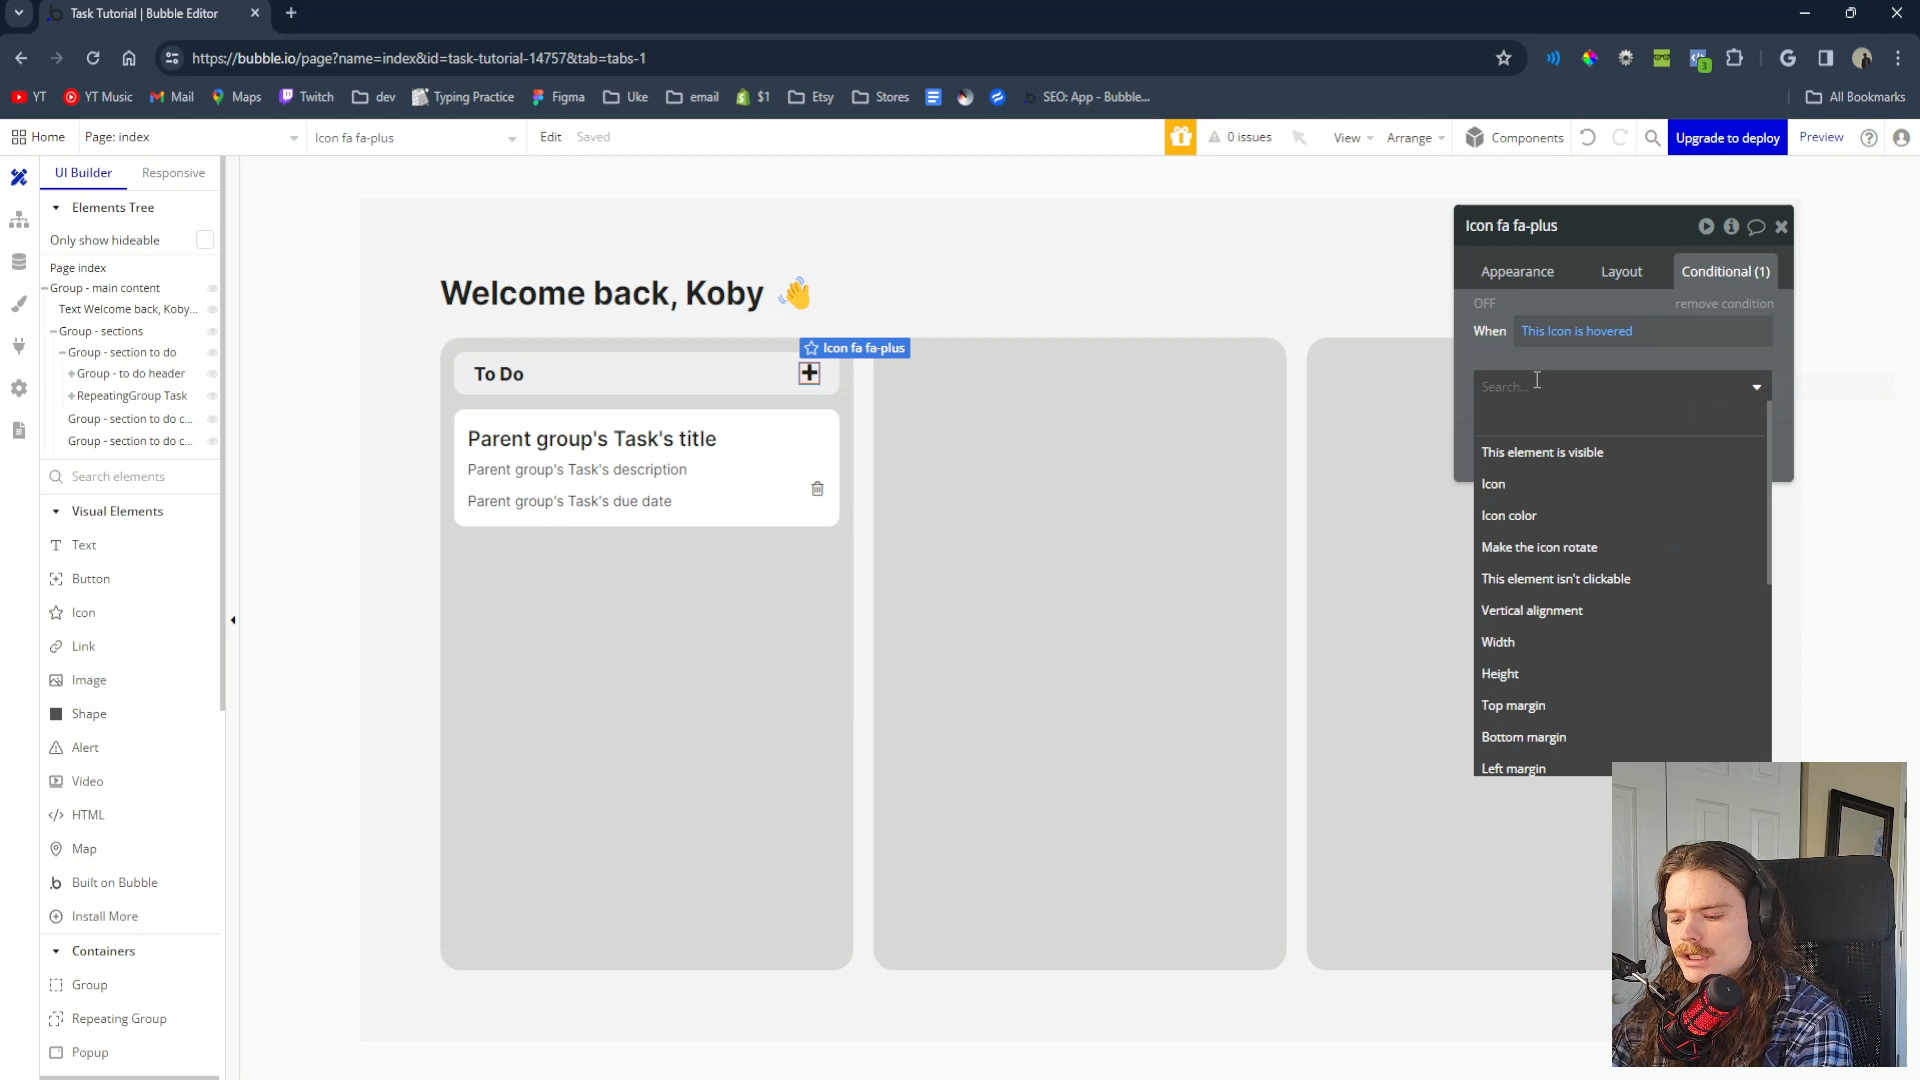 Task Tutorial | Bubble Editor
https://bubble.io/page?name=index&id=task-tutorial-14757&tab=tabs-1
YT
YT Music
Mail
Maps
Twitch
dev
Typing Practice
Figma
Uke
email
$1
Etsy
Stores
SEO: App - Bubble...
All Bookmarks
3
Home
Page: index
Icon fa fa-plus
Edit
Saved
0 issues
View
Arrange
Components
Upgrade to deploy
Preview
UI Builder
Responsive
Elements Tree
Only show hideable
Page index
Group - main content
Text Welcome back, Koby...
Group - sections
Group - section to do
Group - to do header
RepeatingGroup Task
Group - section to do c...
Group - section to do c...
Search elements
Visual Elements
Text
Button
Icon
Link
Image
Shape
Alert
Video
HTML
Map
Built on Bubble
Install More
Containers
Group
Repeating Group
Popup
Welcome back, Koby 👋
Icon fa fa-plus
To Do
Parent group's Task's title
Parent group's Task's description
Parent group's Task's due date
Icon fa fa-plus
Appearance
Layout
Conditional (1)
OFF
remove condition
When
This Icon is hovered
Search...
This element is visible
Icon
Icon color
Make the icon rotate
This element isn't clickable
Vertical alignment
Width
Height
Top margin
Bottom margin
Left margin